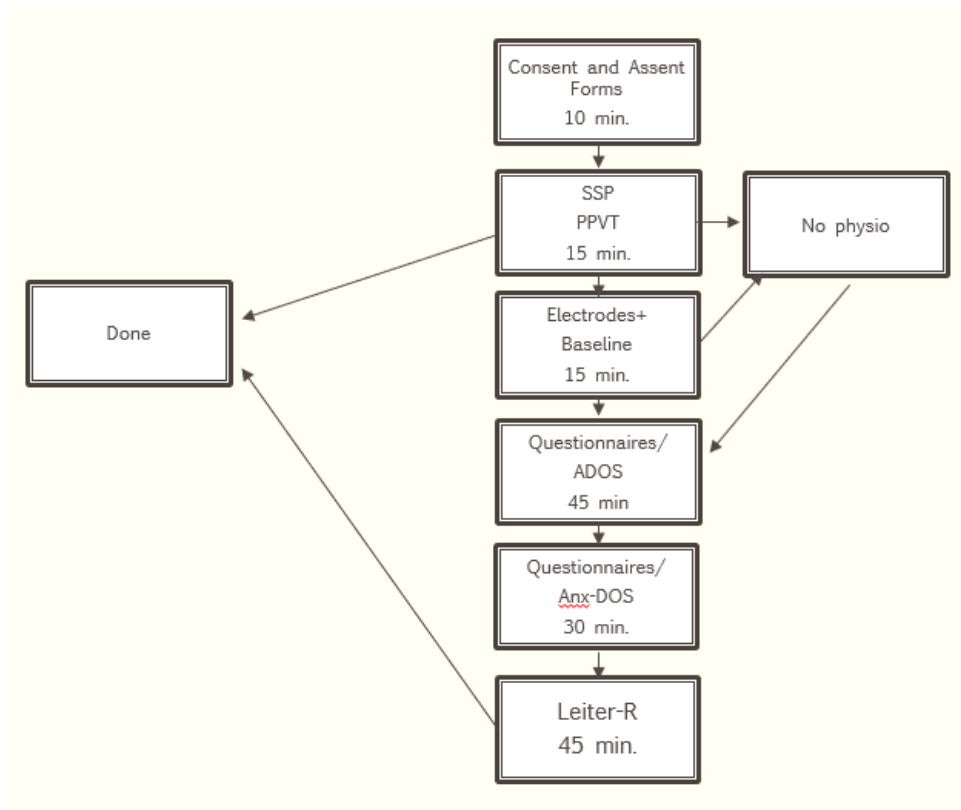 Consent and Assent
Forms
10 min.
SSP
PPVT
15 min.
No physio
Electrodes+
Baseline
15 min.
Done
Questionnaires/
ADOS
45 min
Questionnaires/
Anx-DOS
30 min.
Leiter-R
45 min.